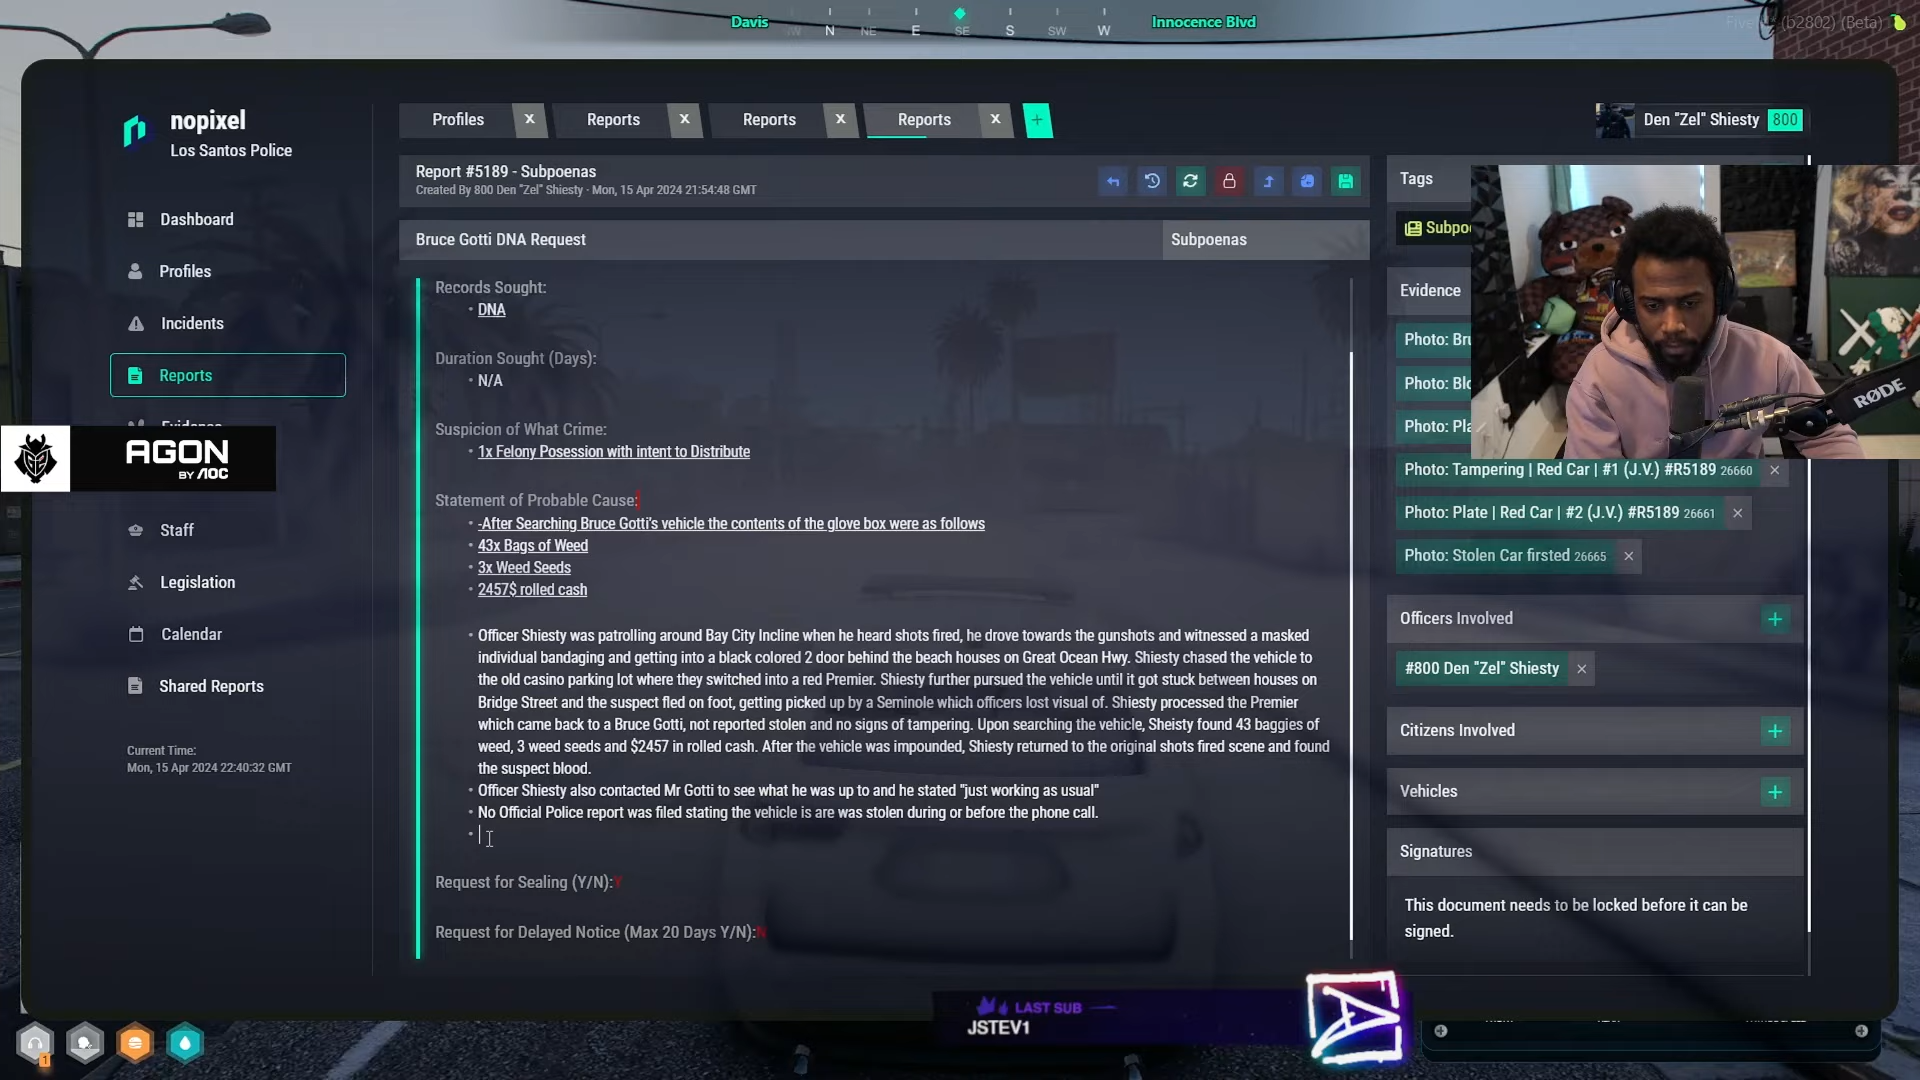 Davis
N NE E SE S SW W
Innocence Blvd
(b2802) (Beta)
nopixel
Los Santos Police
Profiles x
Reports x
Reports x
Reports x
+
Den "Zel" Shiesty 800
Report #5189 - Subpoenas
Created By 800 Den "Zel" Shiesty · Mon, 15 Apr 2024 21:54:48 GMT
Bruce Gotti DNA Request
Subpoenas
Dashboard
Profiles
Incidents
Reports
Evidence
Staff
Legislation
Calendar
Shared Reports
Current Time:
Mon, 15 Apr 2024 22:40:32 GMT
AGON
BY AOC
Records Sought:
DNA
Duration Sought (Days):
N/A
Suspicion of What Crime:
1x Felony Posession with intent to Distribute
Statement of Probable Cause:
-After Searching Bruce Gotti's vehicle the contents of the glove box were as follows
43x Bags of Weed
3x Weed Seeds
2457$ rolled cash
Officer Shiesty was patrolling around Bay City Incline when he heard shots fired, he drove towards the gunshots and witnessed a masked
individual bandaging and getting into a black colored 2 door behind the beach houses on Great Ocean Hwy. Shiesty chased the vehicle to
the old casino parking lot where they switched into a red Premier. Shiesty further pursued the vehicle until it got stuck between houses on
Bridge Street and the suspect fled on foot, getting picked up by a Seminole which officers lost visual of. Shiesty processed the Premier
which came back to a Bruce Gotti, not reported stolen and no signs of tampering. Upon searching the vehicle, Sheisty found 43 baggies of
weed, 3 weed seeds and $2457 in rolled cash. After the vehicle was impounded, Shiesty returned to the original shots fired scene and found
the suspect blood.
Officer Shiesty also contacted Mr Gotti to see what he was up to and he stated "just working as usual"
No Official Police report was filed stating the vehicle is are was stolen during or before the phone call.
Request for Sealing (Y/N):Y
Request for Delayed Notice (Max 20 Days Y/N):N
Tags
Subpo
Evidence
Photo: Bru
Photo: Blo
Photo: Pla
Photo: Tampering | Red Car | #1 (J.V.) #R5189 26660 ×
Photo: Plate | Red Car | #2 (J.V.) #R5189 26661 ×
Photo: Stolen Car firsted 26665 ×
Officers Involved +
#800 Den "Zel" Shiesty ×
Citizens Involved +
Vehicles +
Signatures
This document needs to be locked before it can be
signed.
RØDE
LAST SUB
JSTEV1
1